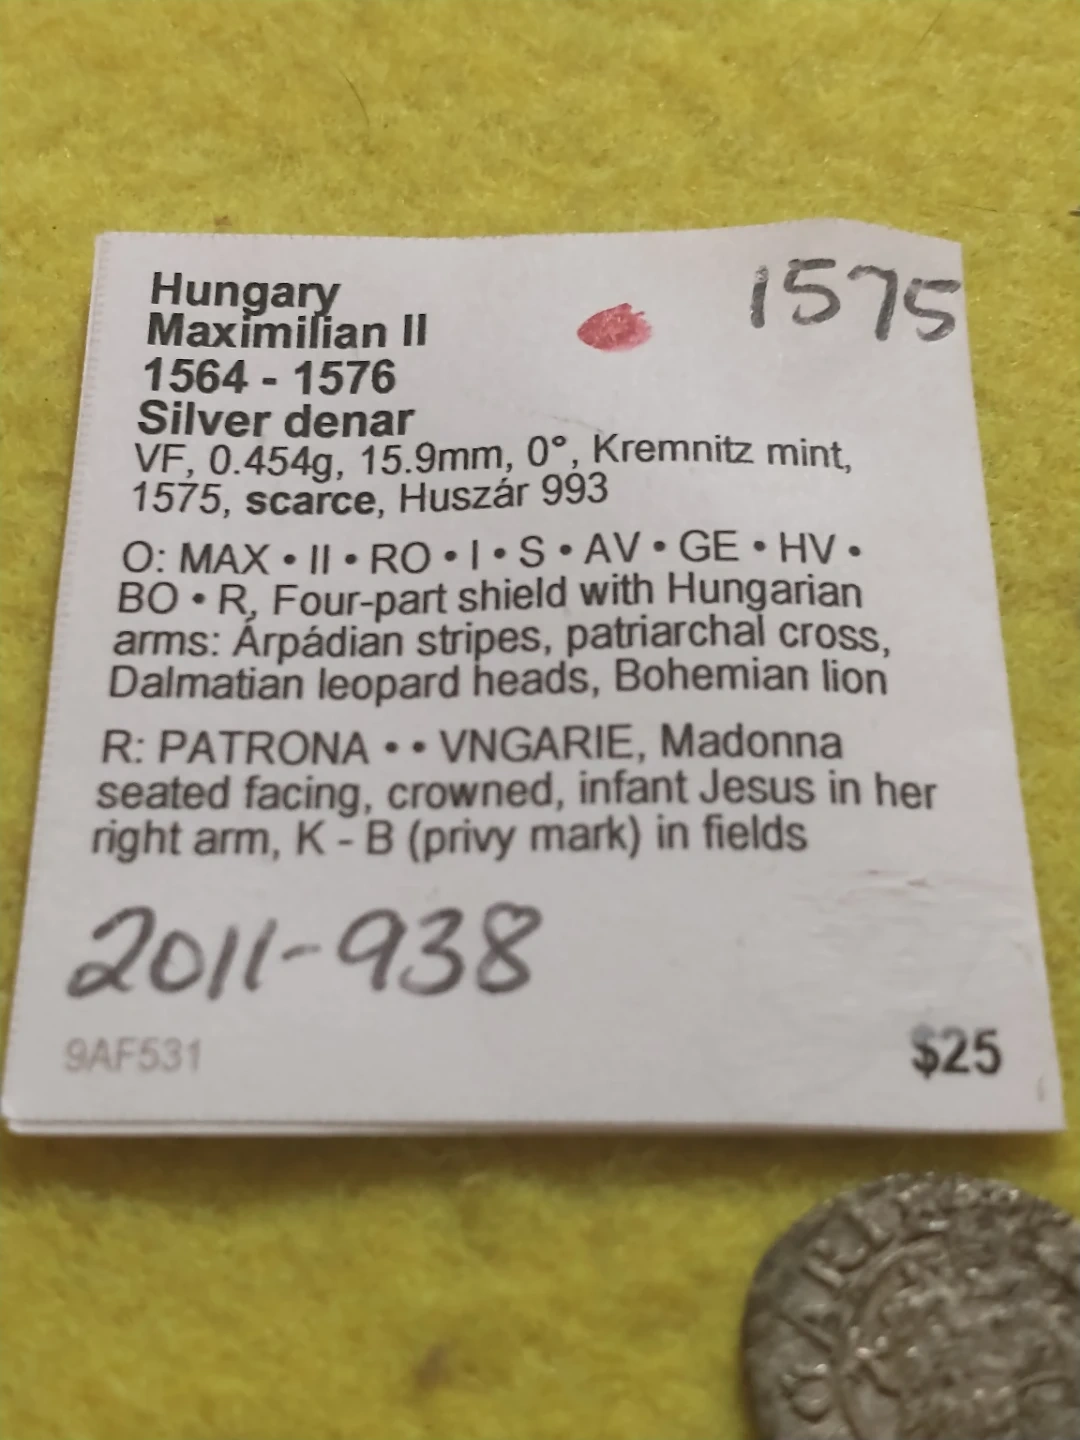 Hungary
1575
Maximilian II
1564 - 1576
Silver denar
VF, 0.454g, 15.9mm, 0°, Kremnitz mint,
1575, scarce, Huszár 993
O: MAX • II • RO • I • S • AV • GE • HV •
BO • R, Four-part shield with Hungarian
arms: Árpádian stripes, patriarchal cross,
Dalmatian leopard heads, Bohemian lion
R: PATRONA • • VNGARIE, Madonna
seated facing, crowned, infant Jesus in her
right arm, K - B (privy mark) in fields
2011-938
9AF531
$25